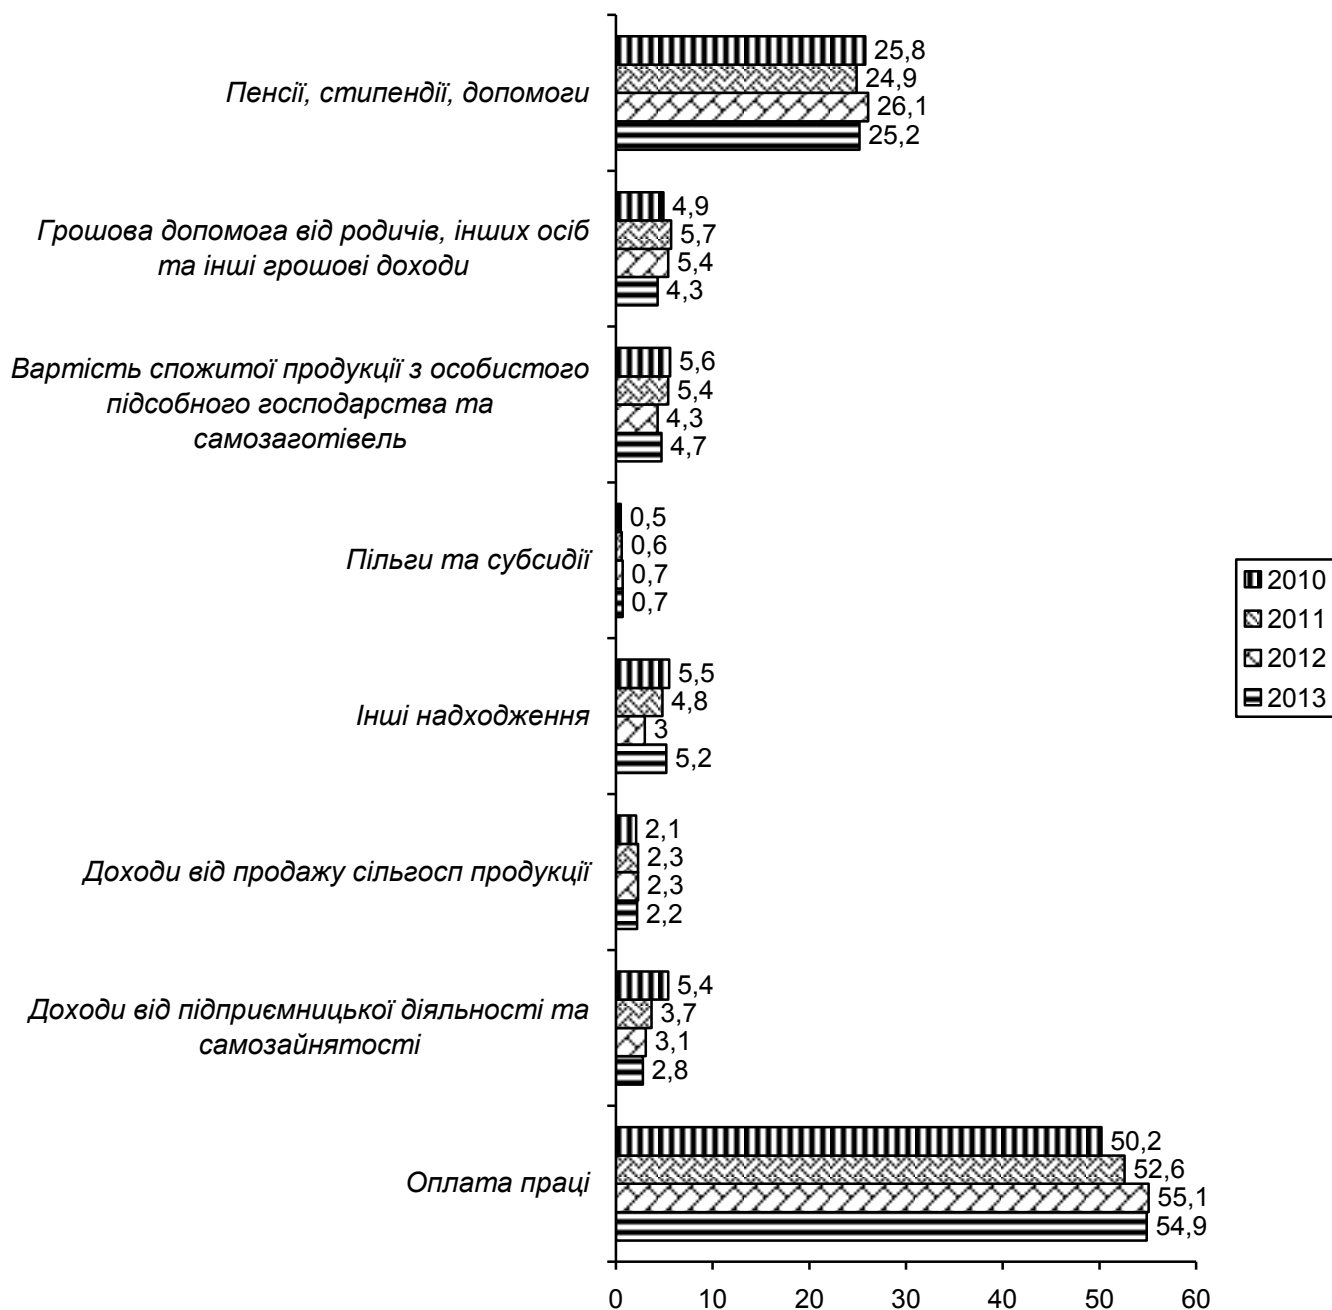 Пенсії, стипендії, допомоги
25,8
24,9
26,1
25,2
Грошова допомога від родичів, інших осіб
та інші грошові доходи
4,9
5,7
5,4
4,3
Вартість спожитої продукції з особистого
підсобного господарства та
самозаготівель
5,6
5,4
4,3
4,7
Пільги та субсидії
0,5
0,6
0,7
0,7
Інші надходження
5,5
4,8
3
5,2
Доходи від продажу сільгосп продукції
2,1
2,3
2,3
2,2
Доходи від підприємницької діяльності та
самозайнятості
5,4
3,7
3,1
2,8
Оплата праці
50,2
52,6
55,1
54,9
0 10 20 30 40 50 60
2010
2011
2012
2013